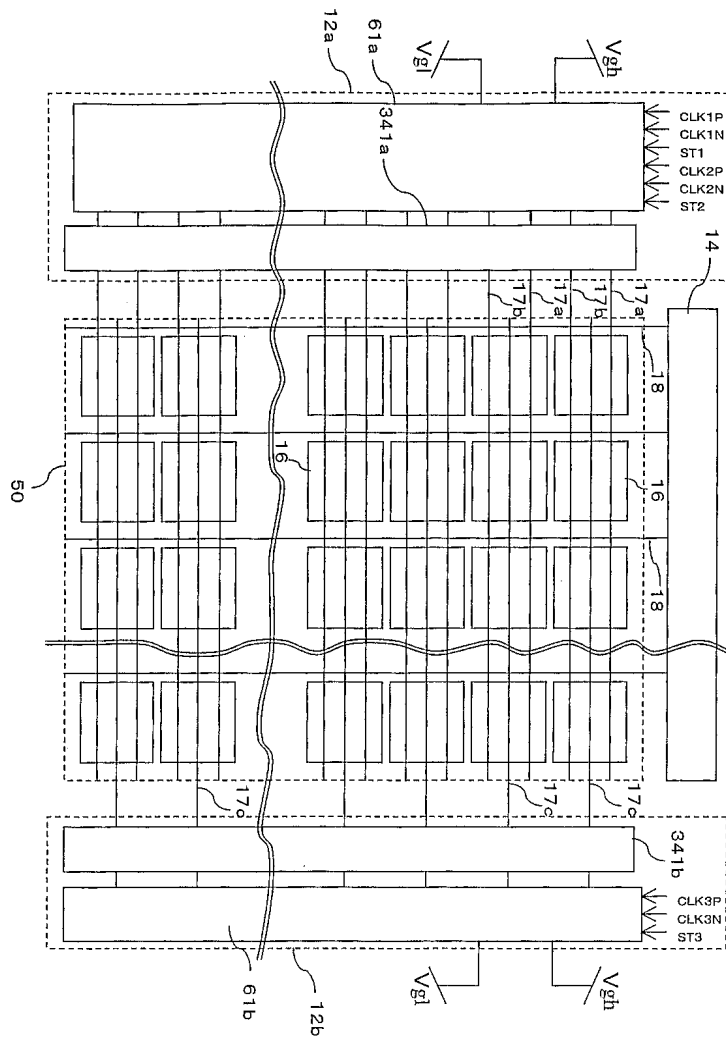 12a
61a
341a
Vgl
Vgh
CLK1P
CLK1N
ST1
CLK2P
CLK2N
ST2
14
17b
17a
17b
17a
18
16
16
18
50
17c
17c
17c
341b
CLK3P
CLK3N
ST3
61b
12b
Vgl
Vgh